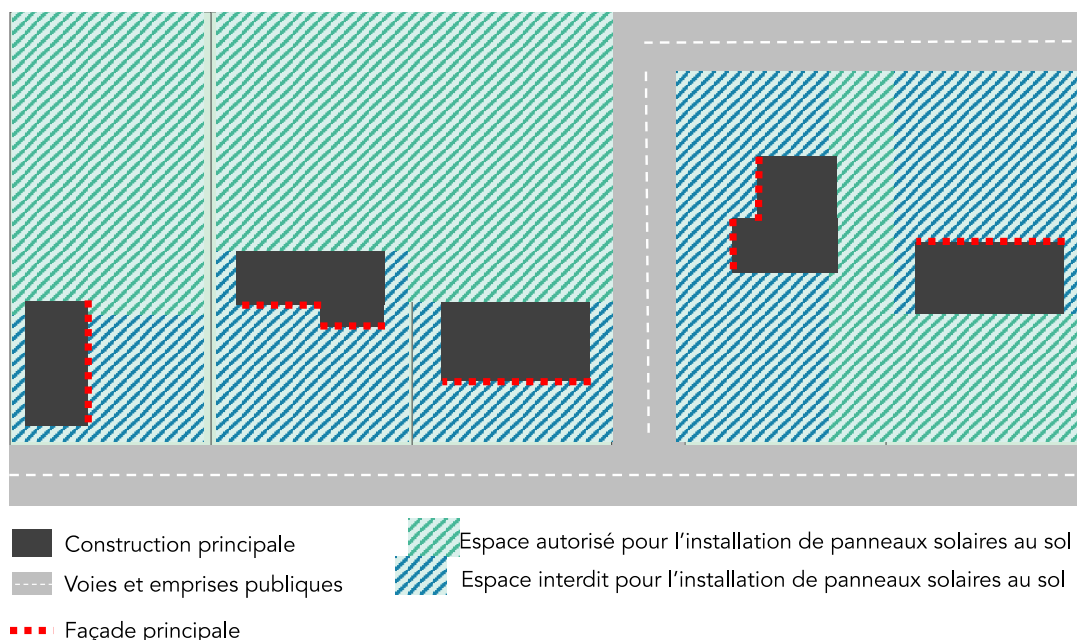 Construction principale
Espace autorisé pour l'installation de panneaux solaires au sol
Voies et emprises publiques
Espace interdit pour l'installation de panneaux solaires au sol
Façade principale